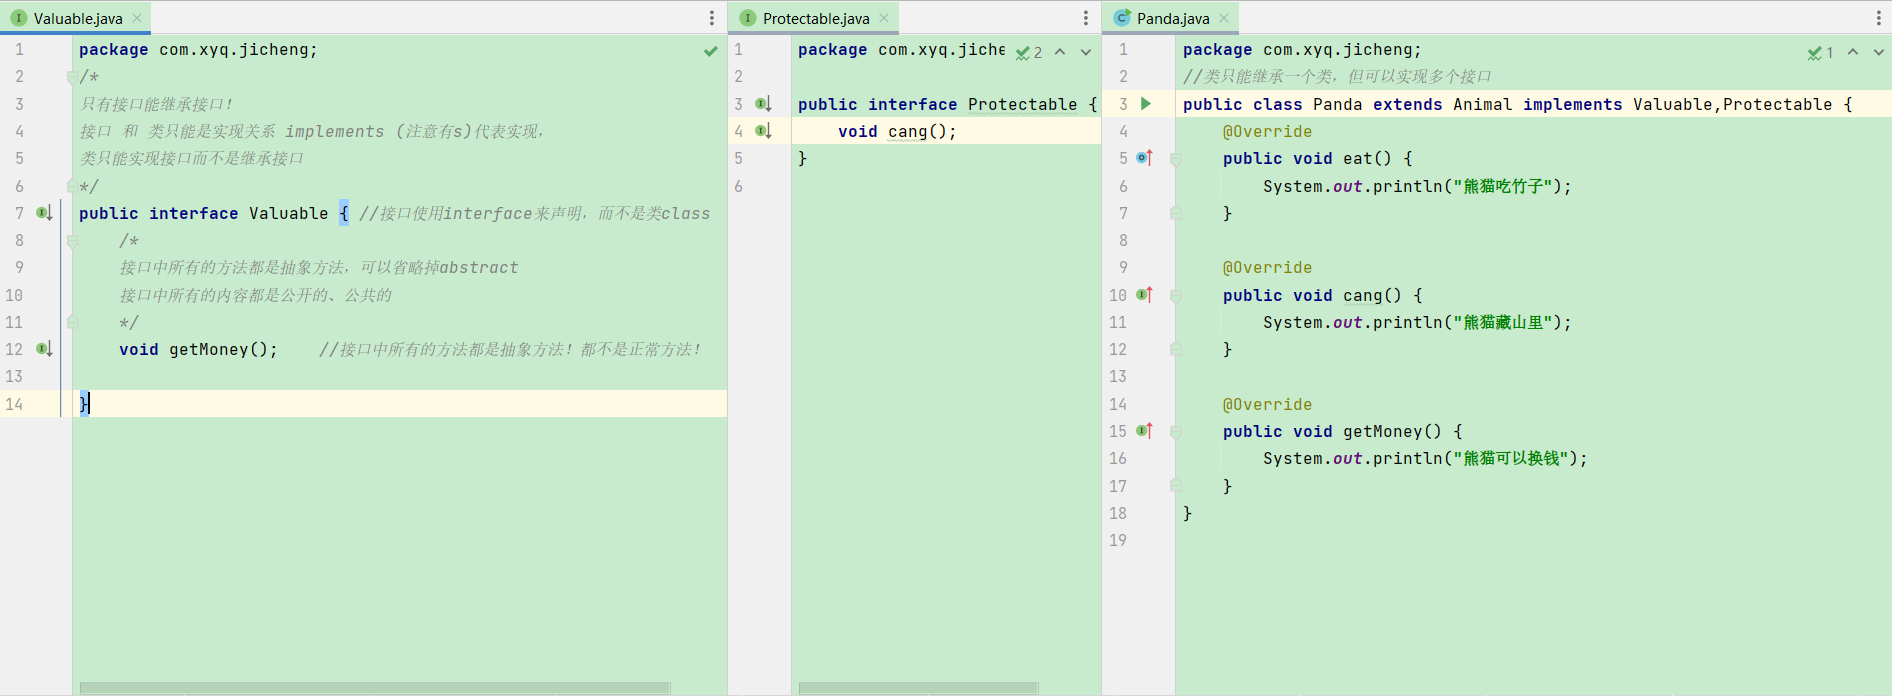 Valuable.java
1 package com.xyq.jicheng;
2 /*
3 只有接口能继承接口！
4 接口 和 类只能是实现关系 implements (注意有s)代表实现，
5 类只能实现接口而不是继承接口
6 */
7 public interface Valuable { //接口使用interface来声明，而不是类class
8 /*
9 接口中所有的方法都是抽象方法，可以省略掉abstract
10 接口中所有的内容都是公开的、公共的
11 */
12 void getMoney(); //接口中所有的方法都是抽象方法！都不是正常方法！
13
14 }
Protectable.java
2
1 package com.xyq.jiche
2
3 public interface Protectable {
4 void cang();
5 }
6
Panda.java
1
1 package com.xyq.jicheng;
2 //类只能继承一个类，但可以实现多个接口
3 public class Panda extends Animal implements Valuable,Protectable {
4 @Override
5 public void eat() {
6 System.out.println("熊猫吃竹子");
7 }
8
9 @Override
10 public void cang() {
11 System.out.println("熊猫藏山里");
12 }
13
14 @Override
15 public void getMoney() {
16 System.out.println("熊猫可以换钱");
17 }
18 }
19